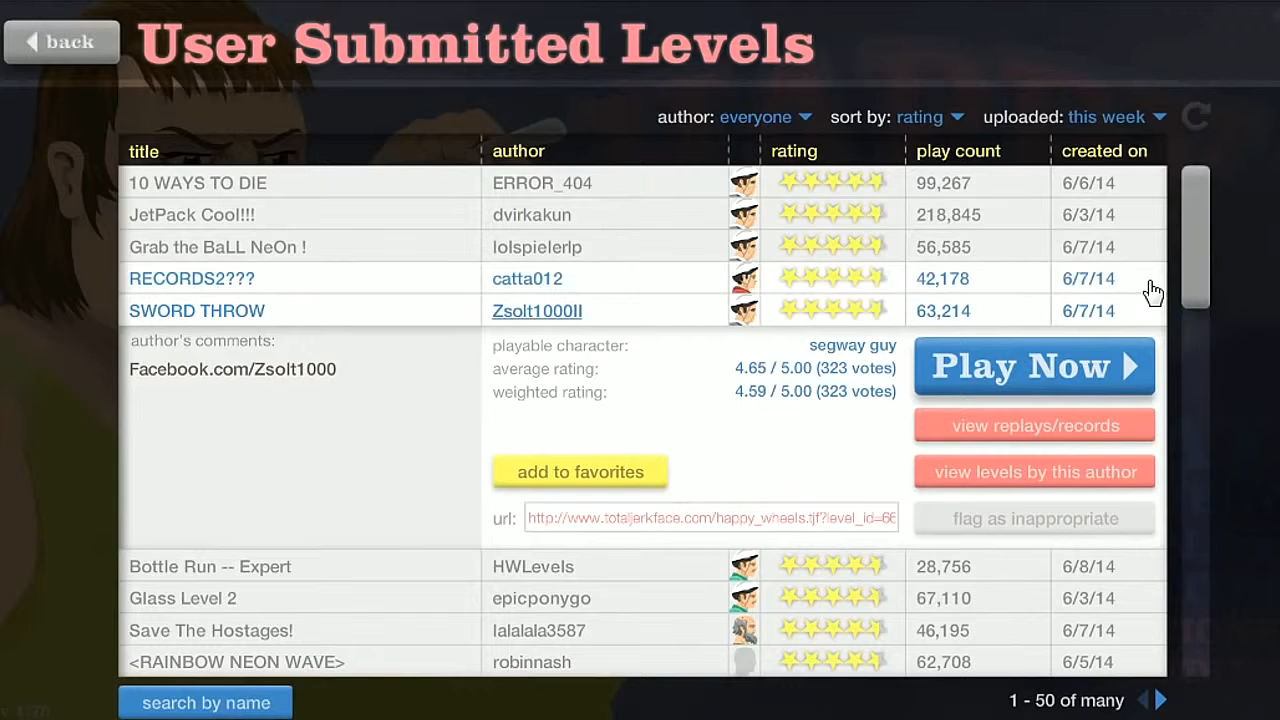 back
User Submitted Levels
author: everyone sort by: rating uploaded: this week
title author rating play count created on
10 WAYS TO DIE ERROR_404 99,267 6/6/14
JetPack Cool!!! dvirkakun 218,845 6/3/14
Grab the BaLL NeOn ! lolspielerlp 56,585 6/7/14
RECORDS2??? catta012 42,178 6/7/14
SWORD THROW Zsolt1000II 63,214 6/7/14
author's comments:
Facebook.com/Zsolt1000
playable character: segway guy
average rating: 4.65 / 5.00 (323 votes)
weighted rating: 4.59 / 5.00 (323 votes)
Play Now
view replays/records
add to favorites
view levels by this author
url: http://www.totaljerkface.com/happy_wheels.tjf?level_id=66
flag as inappropriate
Bottle Run -- Expert HWLevels 28,756 6/8/14
Glass Level 2 epicponygo 67,110 6/3/14
Save The Hostages! lalalala3587 46,195 6/7/14
<RAINBOW NEON WAVE> robinnash 62,708 6/5/14
search by name
1 - 50 of many